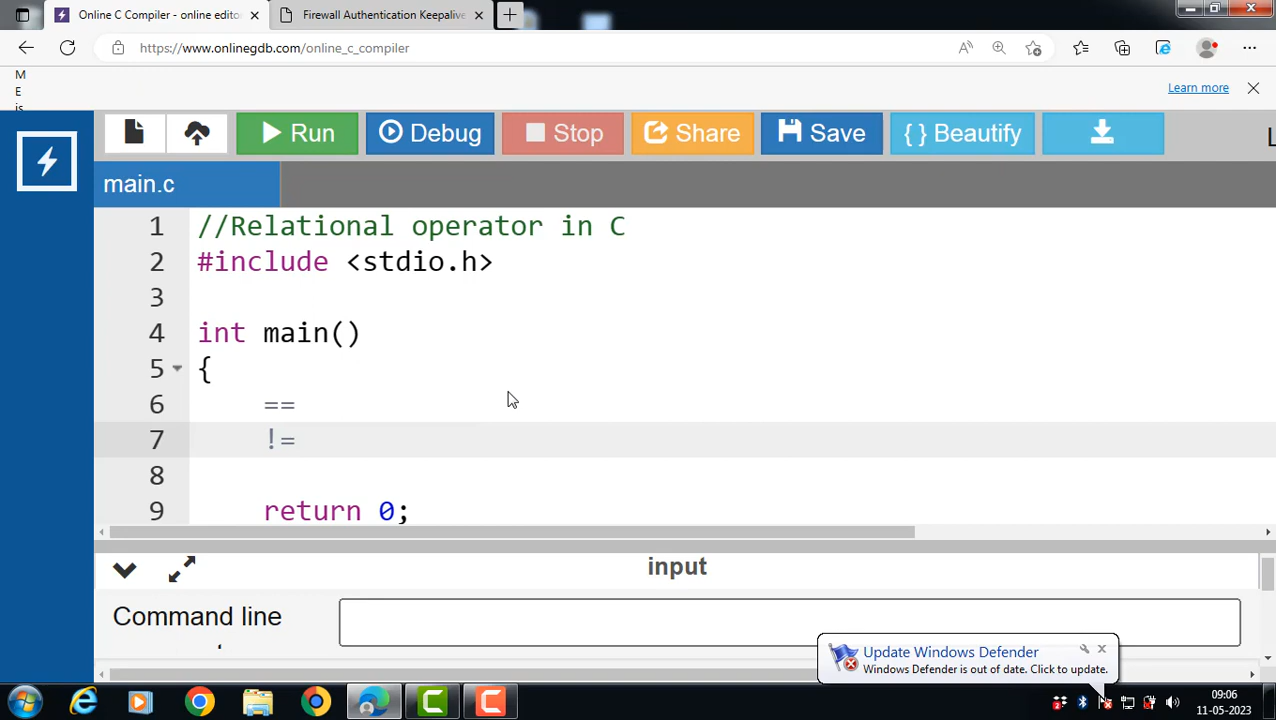 Online C Compiler - online editor
Firewall Authentication Keepalive
https://www.onlinegdb.com/online_c_compiler
M
E
is
Learn more
Run
Debug
Stop
Share
Save
{ } Beautify
L
main.c
1 //Relational operator in C
2 #include <stdio.h>
3
4 int main()
5 {
6 ==
7 !=
8
9 return 0;
input
Command line
Update Windows Defender
Windows Defender is out of date. Click to update.
09:06
11-05-2023